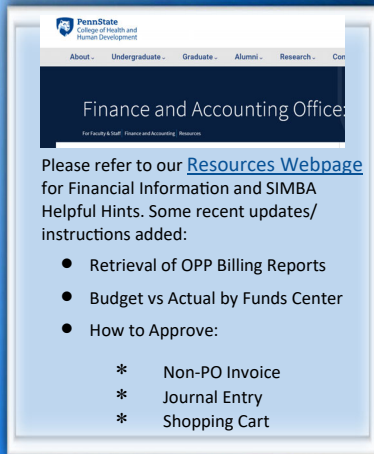 PennState
College of Health and
Human Development
About Undergraduate Graduate Alumni Research Con
Finance and Accounting Office:
For Faculty & Staff Finance and Accounting Resources
Please refer to our Resources Webpage
for Financial Information and SIMBA
Helpful Hints. Some recent updates/
instructions added:
● Retrieval of OPP Billing Reports
● Budget vs Actual by Funds Center
● How to Approve:
* Non-PO Invoice
* Journal Entry
* Shopping Cart